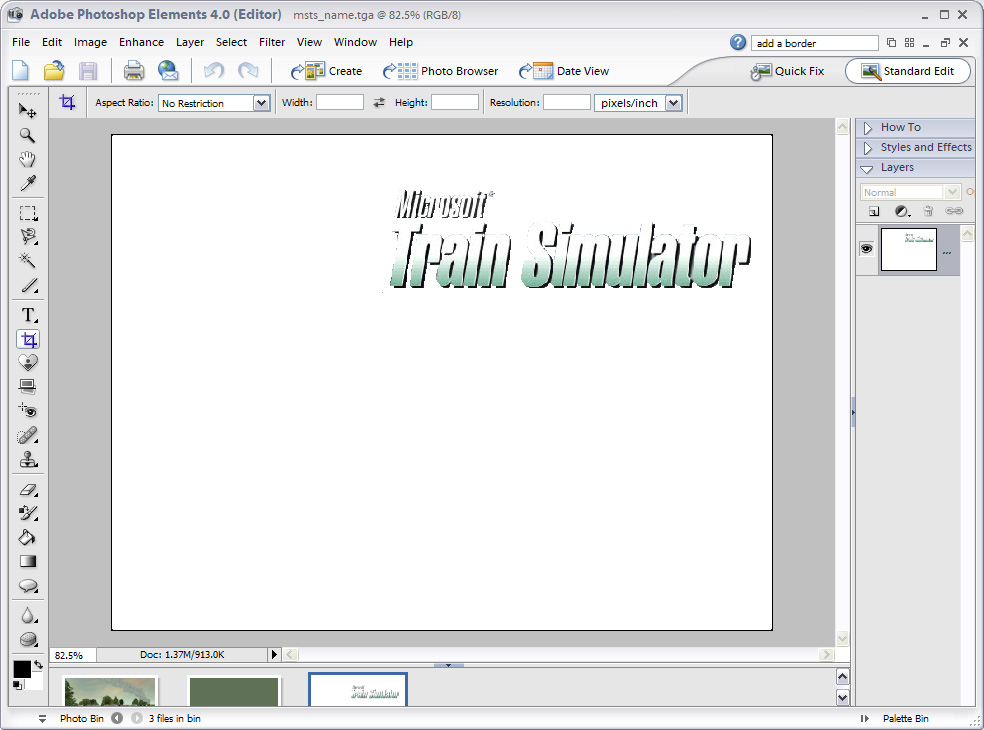 Adobe Photoshop Elements 4.0 (Editor) msts_name.tga @ 82.5% (RGB/8)
File Edit Image Enhance Layer Select Filter View Window Help add a border
Create Photo Browser Date View Quick Fix Standard Edit
Aspect Ratio: No Restriction Width: Height: Resolution: pixels/inch
How To
Styles and Effects
Layers
Normal
Microsoft®
Train Simulator
T
...
82.5% Doc: 1.37M/913.0K
Train Simulator
Photo Bin 3 files in bin Palette Bin